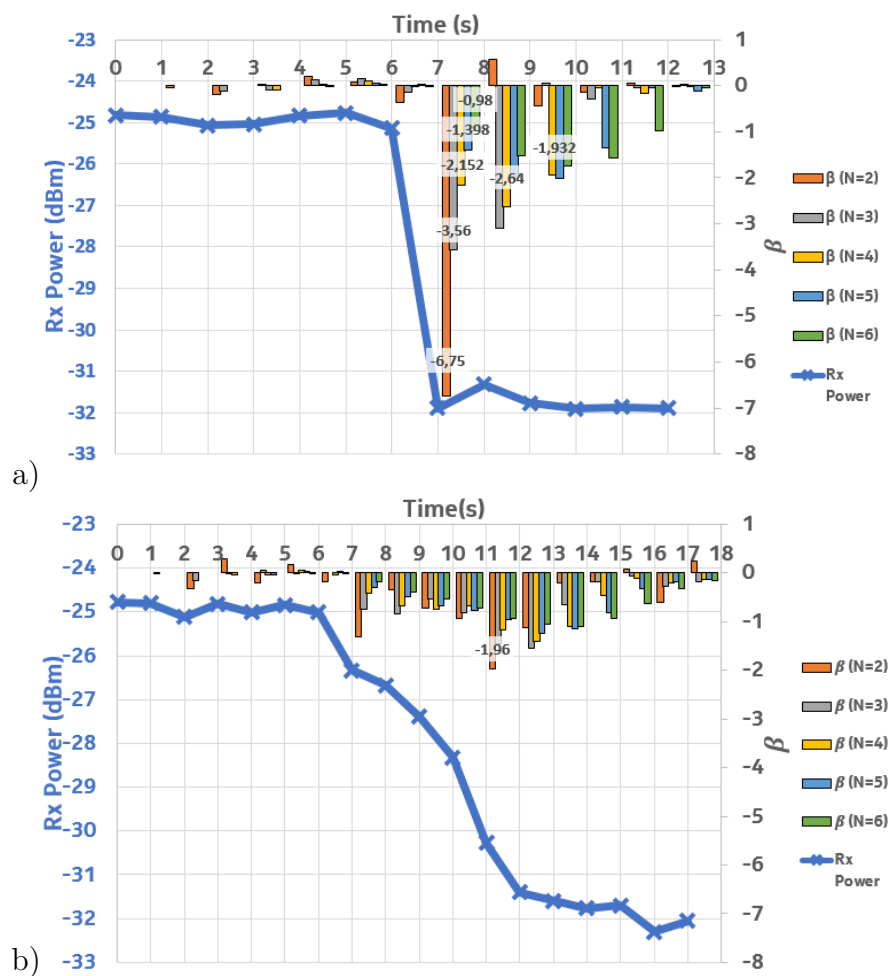 Time (s)
-23
-24
-25
-26
-27
-28
-29
-30
-31
-32
-33
Rx Power (dBm)
0 1 2 3 4 5 6 7 8 9 10 11 12 13
1
0
-1
-2
-3
-4
-5
-6
-7
-8
β
-0,98
-1,398
-2,152
-3,56
-6,75
-2,64
-1,932
β (N=2)
β (N=3)
β (N=4)
β (N=5)
β (N=6)
Rx
Power
a)
Time(s)
-23
-24
-25
-26
-27
-28
-29
-30
-31
-32
-33
Rx Power (dBm)
0 1 2 3 4 5 6 7 8 9 10 11 12 13 14 15 16 17 18
1
0
-1
-2
-3
-4
-5
-6
-7
-8
β
-1,96
β (N=2)
β (N=3)
β (N=4)
β (N=5)
β (N=6)
Rx
Power
b)